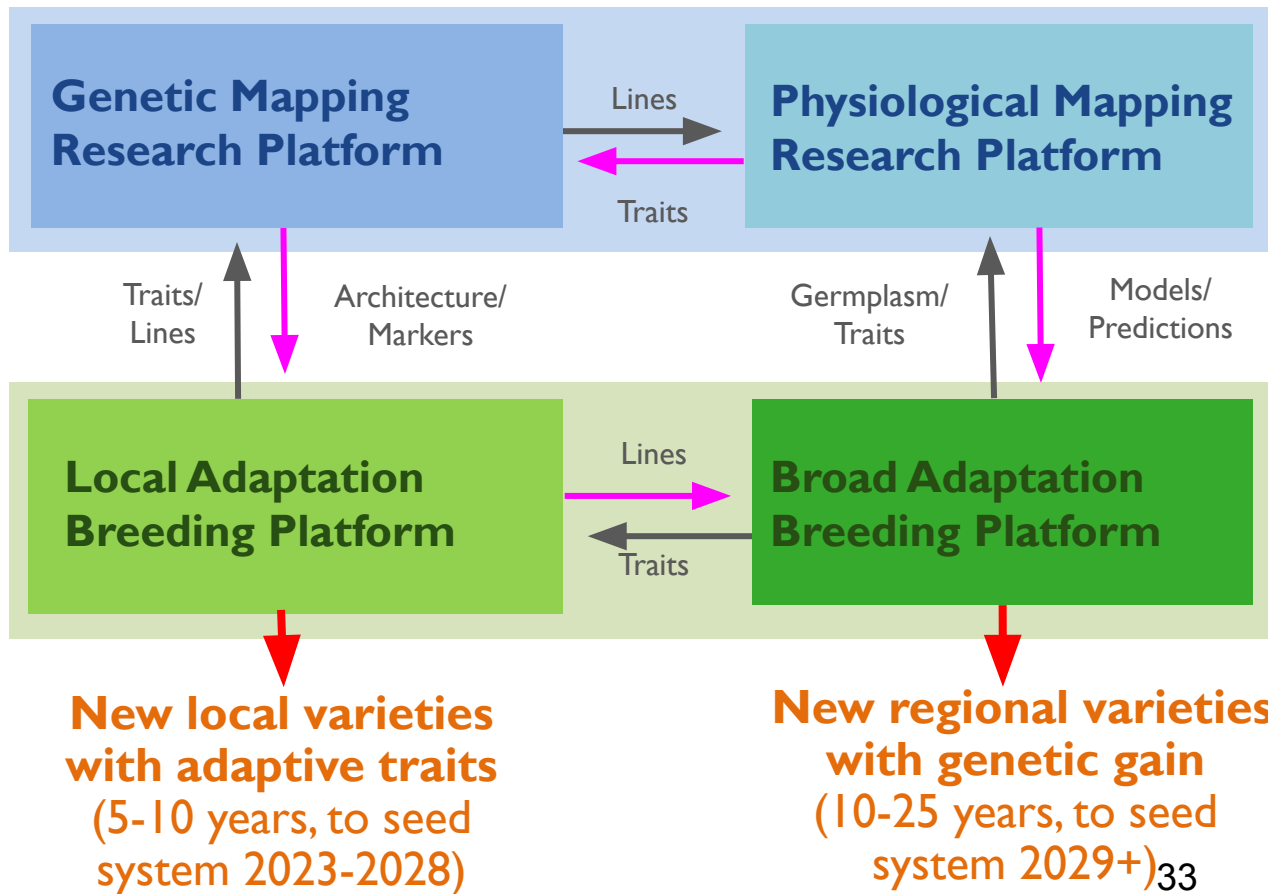 Genetic Mapping
Research Platform
Lines
Traits
Physiological Mapping
Research Platform
Traits/
Lines
Architecture/
Markers
Germplasm/
Traits
Models/
Predictions
Local Adaptation
Breeding Platform
Lines
Traits
Broad Adaptation
Breeding Platform
New local varieties
with adaptive traits
(5-10 years, to seed
system 2023-2028)
New regional varieties
with genetic gain
(10-25 years, to seed
system 2029+)
33